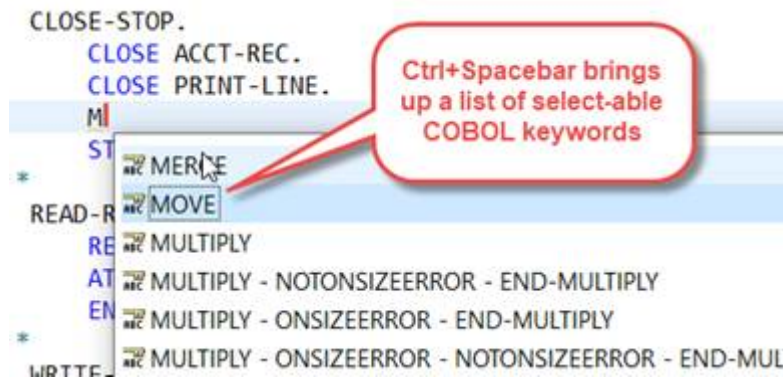 CLOSE-STOP.
CLOSE ACCT-REC.
CLOSE PRINT-LINE.
M
ST
*
READ-R
RE
AT
EN
*
WRITE-
MERGE
MOVE
MULTIPLY
MULTIPLY - NOTONSIZEERROR - END-MULTIPLY
MULTIPLY - ONSIZEERROR - END-MULTIPLY
MULTIPLY - ONSIZEERROR - NOTONSIZEERROR - END-MUL
Ctrl+Spacebar brings
up a list of select-able
COBOL keywords